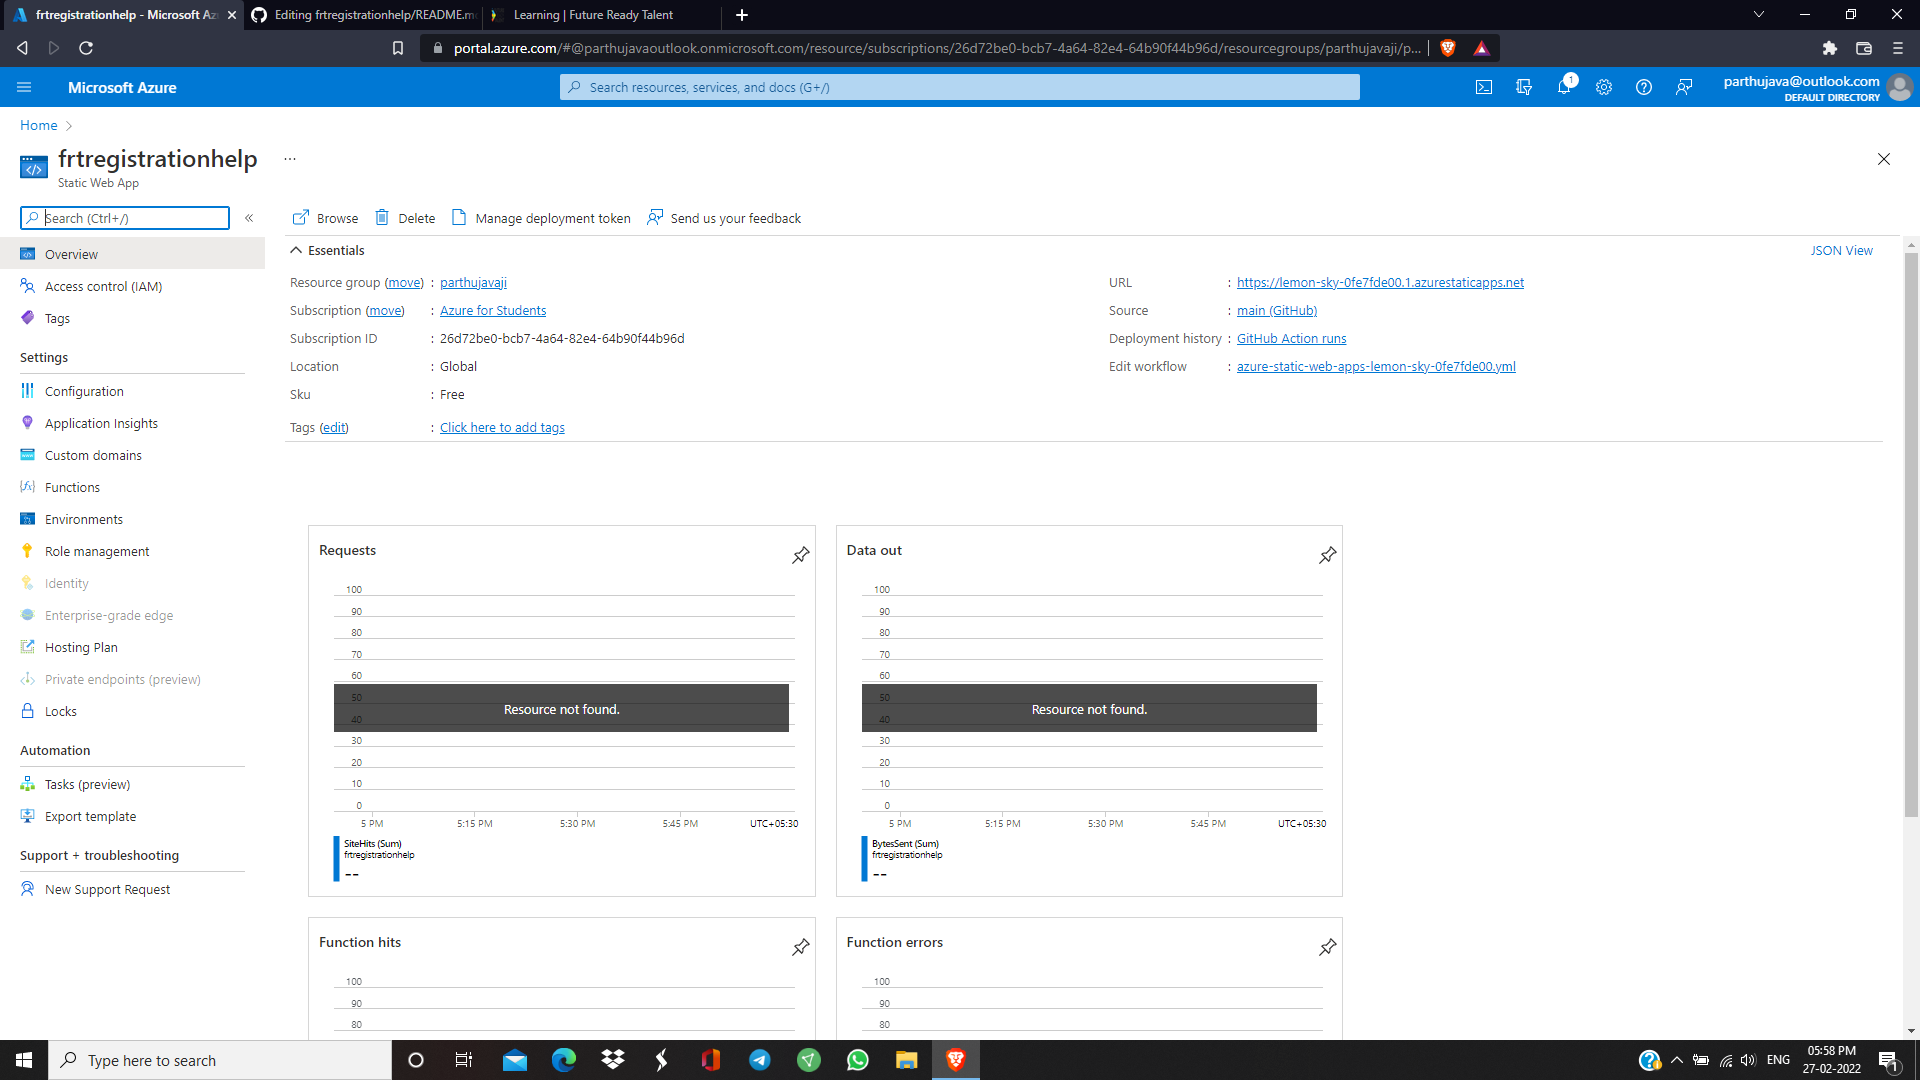 frtregistrationhelp - Microsoft Az
Editing frtregistrationhelp/README.m
Learning | Future Ready Talent
portal.azure.com/#@parthujavaoutlook.onmicrosoft.com/resource/subscriptions/26d72be0-bcb7-4a64-82e4-64b90f44b96d/resourcegroups/parthujavaji/p...
Microsoft Azure
Search resources, services, and docs (G+/)
1
parthujava@outlook.com
DEFAULT DIRECTORY
Home
frtregistrationhelp
...
Static Web App
Search (Ctrl+/)
«
Browse
Delete
Manage deployment token
Send us your feedback
Overview
Access control (IAM)
Tags
Settings
Configuration
Application Insights
Custom domains
Functions
Environments
Role management
Identity
Enterprise-grade edge
Hosting Plan
Private endpoints (preview)
Locks
Automation
Tasks (preview)
Export template
Support + troubleshooting
New Support Request
Essentials
JSON View
Resource group (move) : parthujavaji
Subscription (move) : Azure for Students
Subscription ID : 26d72be0-bcb7-4a64-82e4-64b90f44b96d
Location : Global
Sku : Free
Tags (edit) : Click here to add tags
URL : https://lemon-sky-0fe7fde00.1.azurestaticapps.net
Source : main (GitHub)
Deployment history : GitHub Action runs
Edit workflow : azure-static-web-apps-lemon-sky-0fe7fde00.yml
Requests
100
90
80
70
60
50
40
30
20
10
0
Resource not found.
5 PM 5:15 PM 5:30 PM 5:45 PM UTC+05:30
SiteHits (Sum)
frtregistrationhelp
--
Data out
100
90
80
70
60
50
40
30
20
10
0
Resource not found.
5 PM 5:15 PM 5:30 PM 5:45 PM UTC+05:30
BytesSent (Sum)
frtregistrationhelp
--
Function hits
100
90
80
Function errors
100
90
80
Type here to search
ENG
05:58 PM
27-02-2022
1